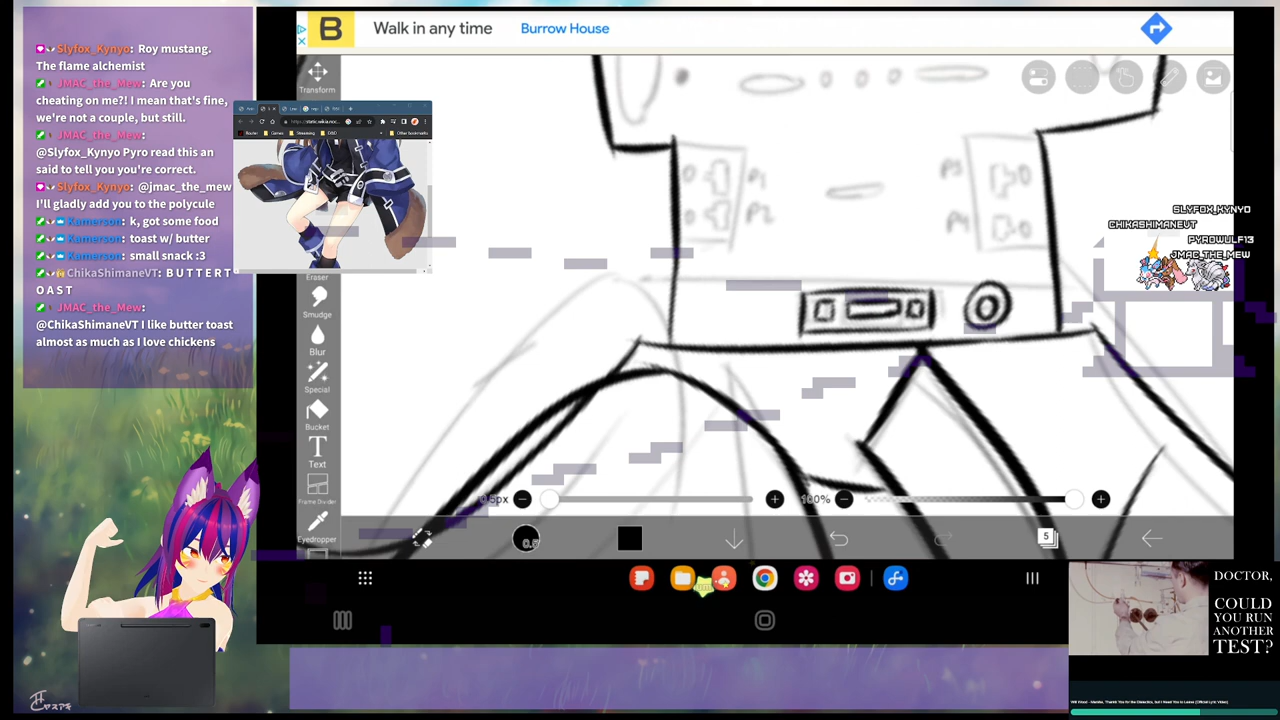 Slyfox_Kynyo: Roy mustang.
The flame alchemist
JMAC_the_Mew: Are you
cheating on me?! I mean that's fine,
we're not a couple, but still.
JMAC_the_Mew:
@Slyfox_Kynyo Pyro read this an
said to tell you you're correct.
Slyfox_Kynyo: @jmac_the_mew
I'll gladly add you to the polycule
Kamerson: k, got some food
Kamerson: toast w/ butter
Kamerson: small snack :3
ChikaShimaneVT: B U T T E R T
O A S T
JMAC_the_Mew:
@ChikaShimaneVT I like butter toast
almost as much as I love chickens
B
Walk in any time
Burrow House
Transform
Eraser
Smudge
Blur
Special
Bucket
Text
Frame Divider
Eyedropper
P1
P2
P3
P4
100%
5
SLYFOX_KYNYO
CHIKASHIMANEVT
PYROWULF13
JMAC_THE_MEW
DOCTOR,
COULD
YOU RUN
ANOTHER
TEST?